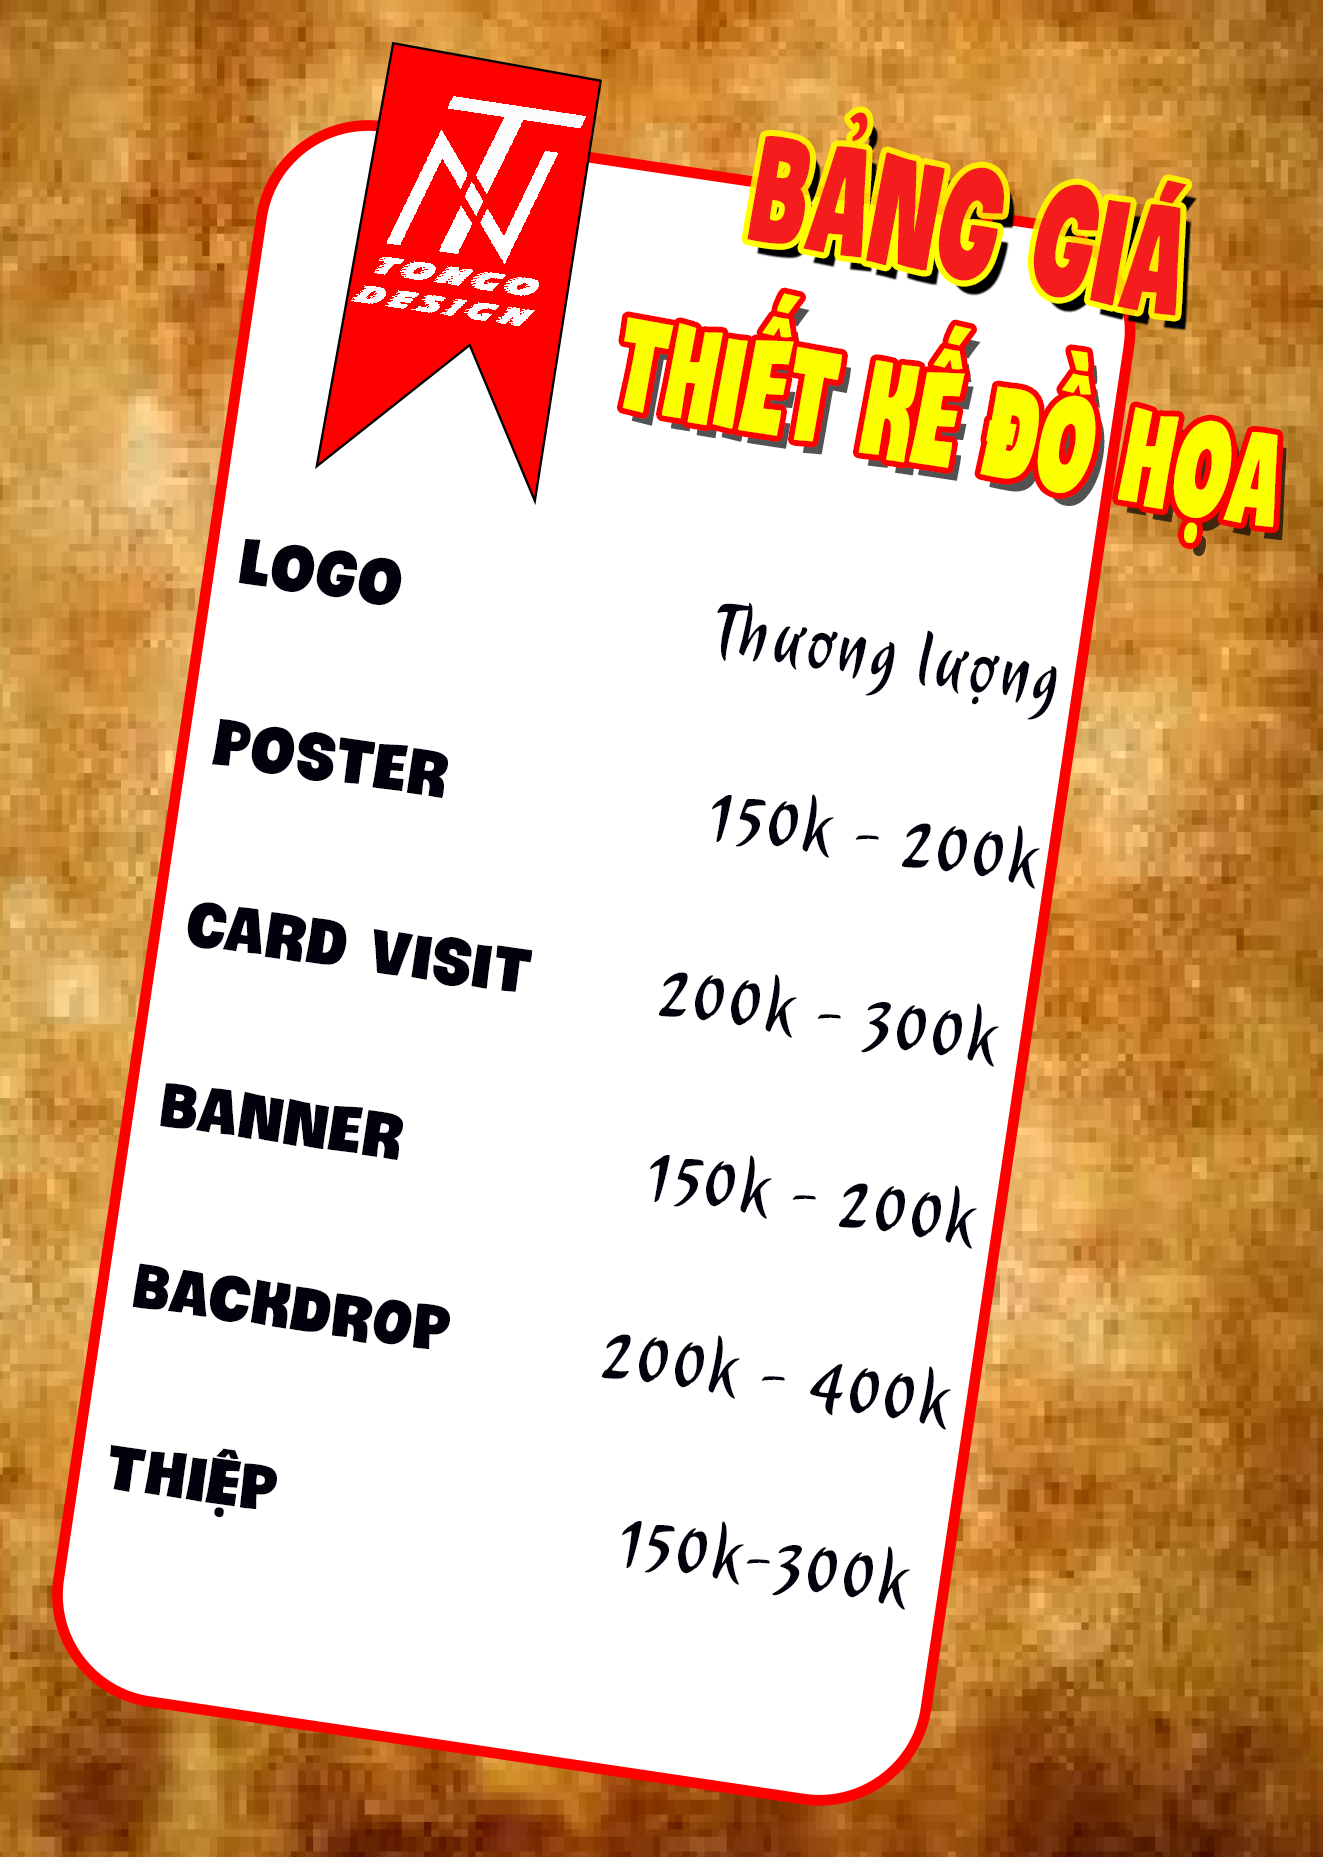 TN
TONGO
DESIGN
BẢNG GIÁ
THIẾT KẾ ĐỒ HỌA
LOGO
Thương lượng
POSTER
150k - 200k
CARD VISIT
200k - 300k
BANNER
150k - 200k
BACKDROP
200k - 400k
THIỆP
150k-300k